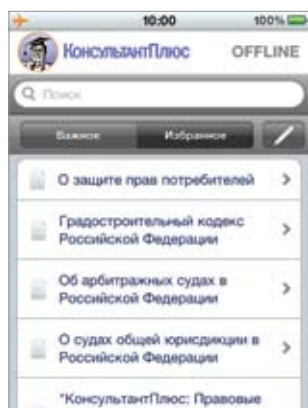 10:00 100%
КонсультантПлюс OFFLINE
Поиск
Важное Избранное
О защите прав потребителей
Градостроительный кодекс
Российской Федерации
Об арбитражных судах в
Российской Федерации
О судах общей юрисдикции в
Российской Федерации
"КонсультантПлюс: Правовые